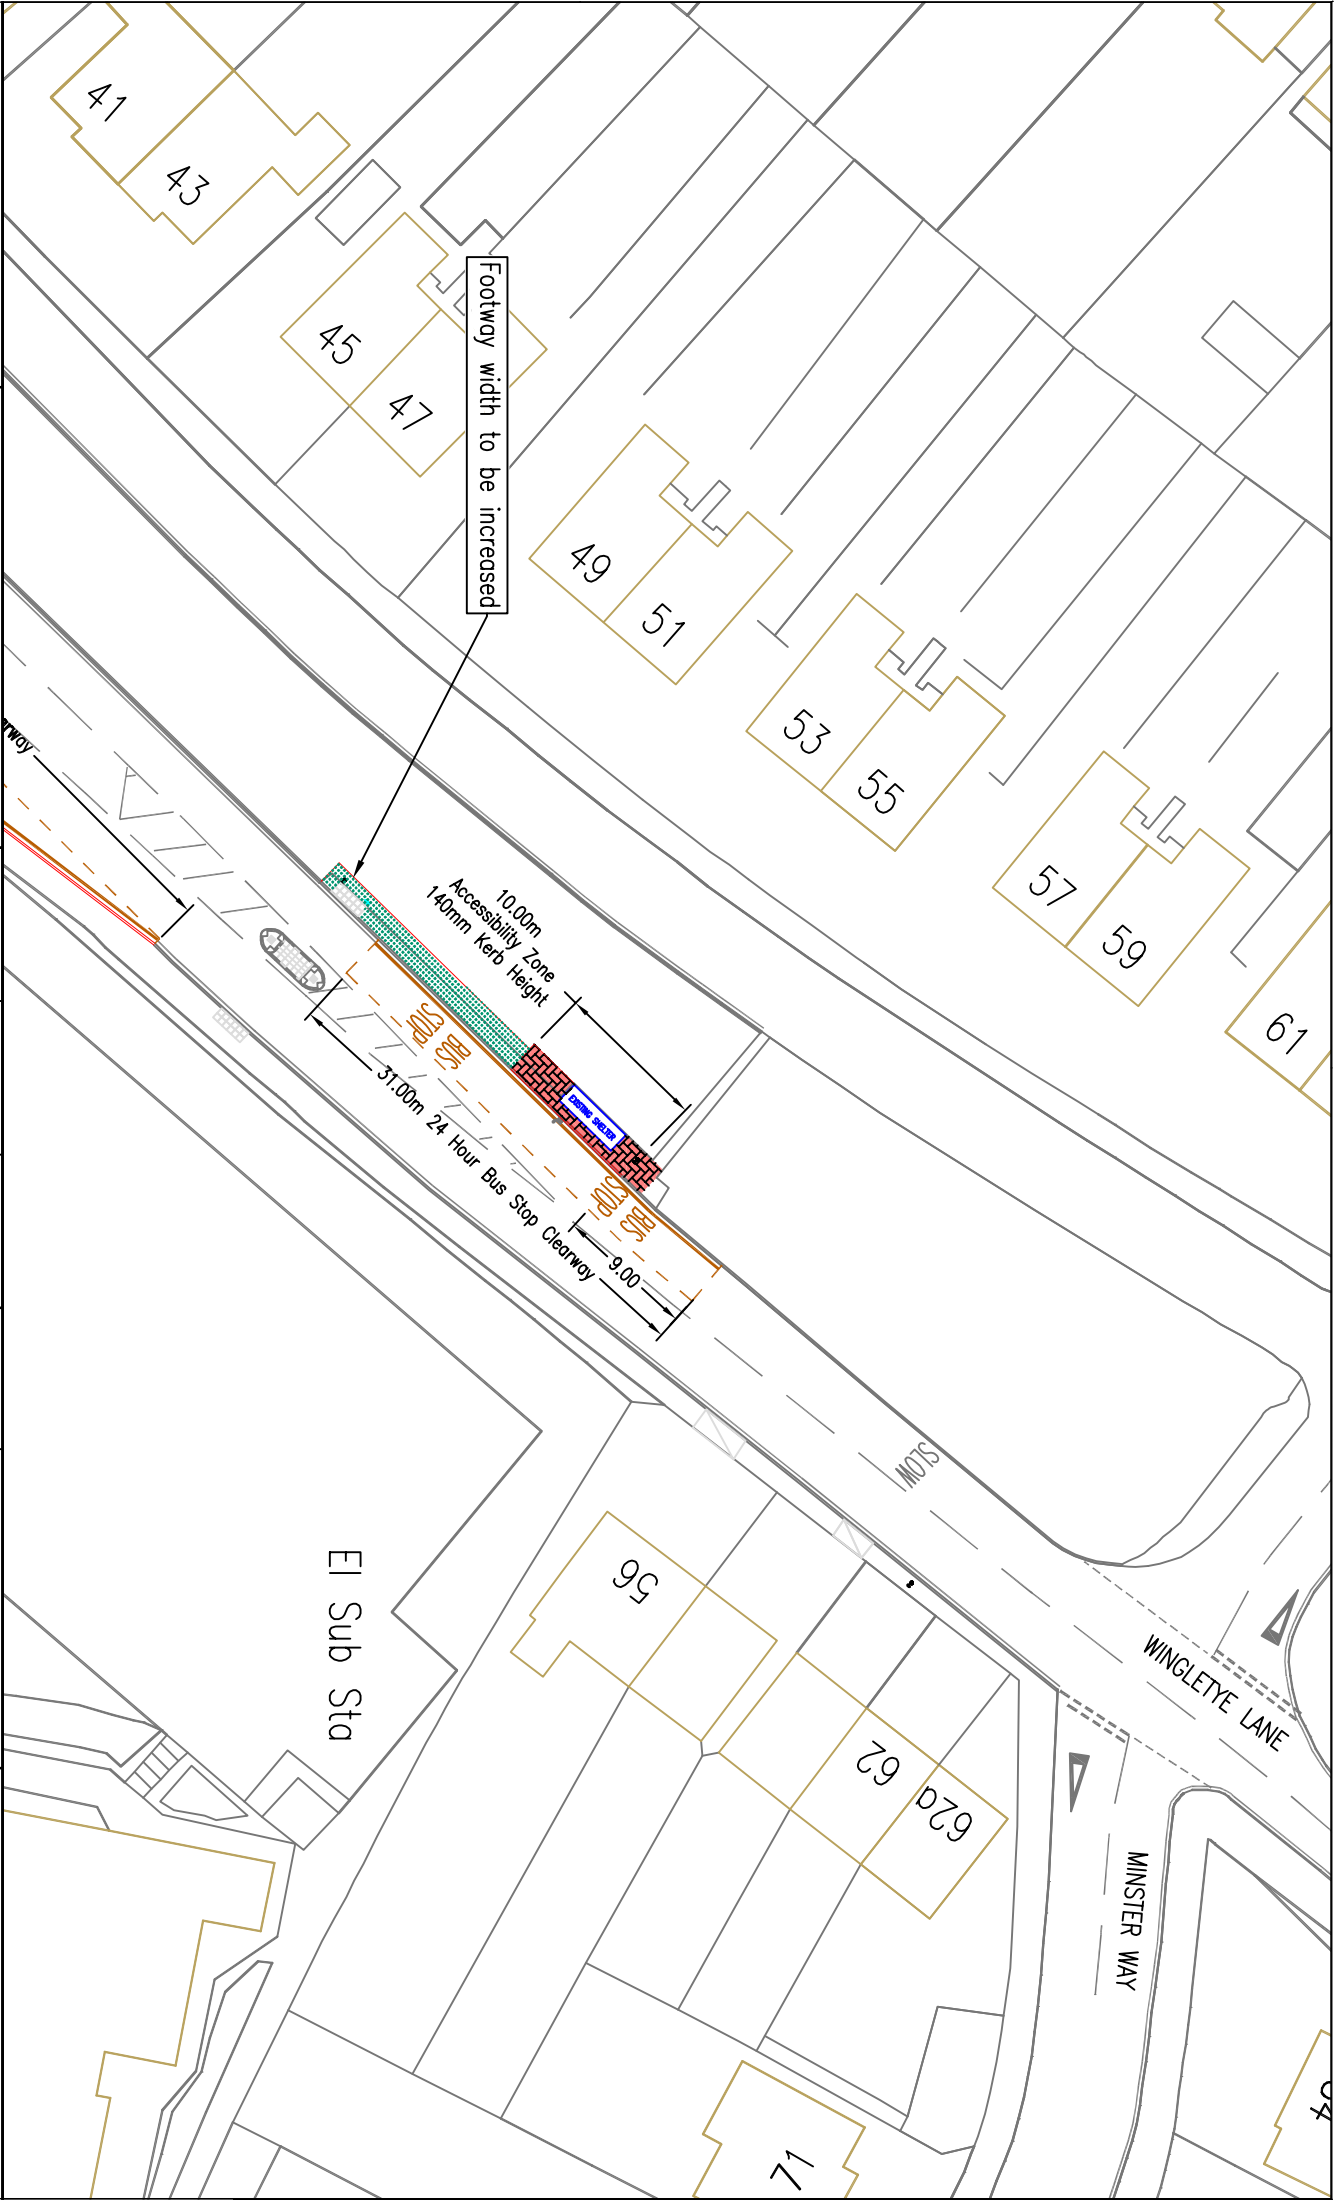 41
43
45
47
Footway width to be increased
49
51
53
55
57
59
61
10.00m
Accessibility Zone
140mm Kerb Height
EXISTING SHELTER
BUS
STOP
BUS
STOP
31.00m 24 Hour Bus Stop Clearway
9.00
SLOW
WINGLETYE LANE
MINSTER WAY
56
62
62a
El Sub Sta
71